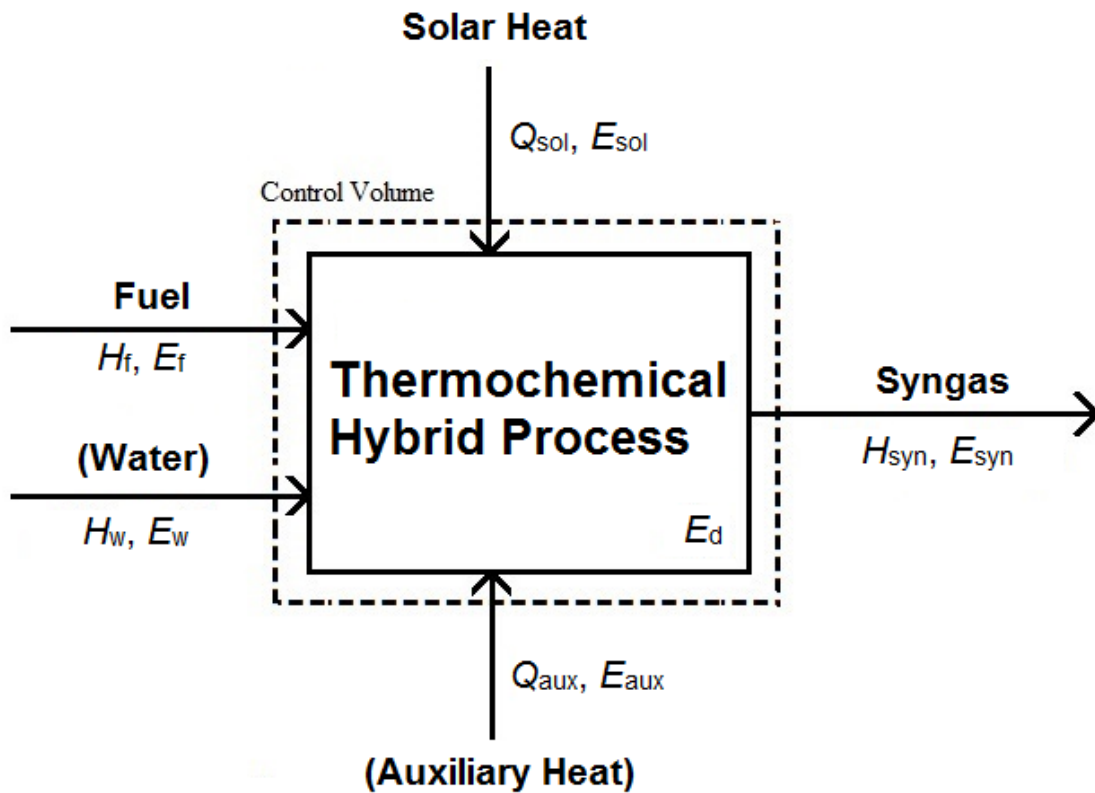 Solar Heat
Qsol, Esol
Control Volume
Fuel
Hf, Ef
Thermochemical
Hybrid Process
Syngas
Hsyn, Esyn
(Water)
Hw, Ew
Ed
Qaux, Eaux
(Auxiliary Heat)